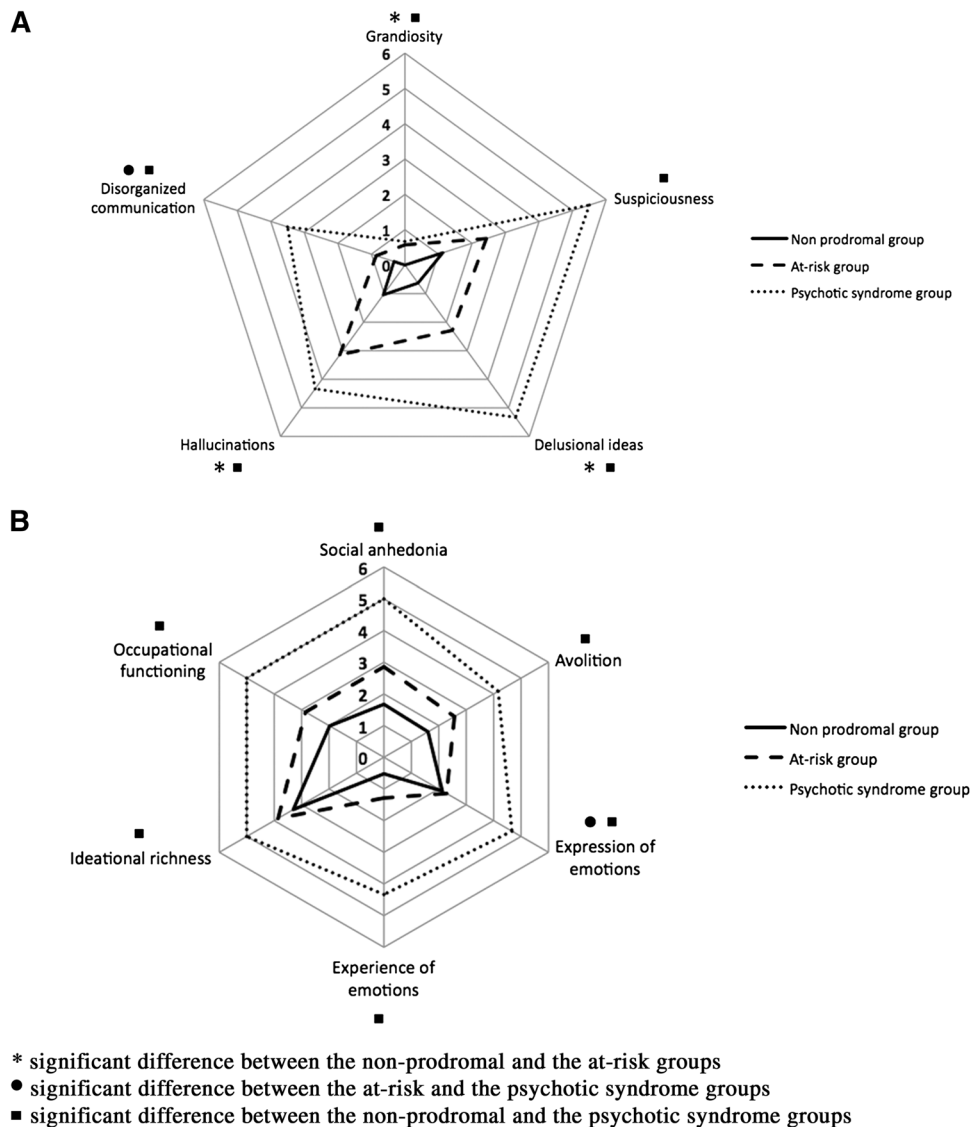 A
* ■
Grandiosity
6
5
4
3
2
1
0
● ■
Disorganized
communication
■
Suspiciousness
Non prodromal group
At-risk group
Psychotic syndrome group
Hallucinations
* ■
Delusional ideas
* ■
B
■
Social anhedonia
6
5
4
3
2
1
0
■
Occupational
functioning
■
Avolition
Non prodromal group
At-risk group
Psychotic syndrome group
● ■
Expression of
emotions
■
Ideational richness
Experience of
emotions
■
* significant difference between the non-prodromal and the at-risk groups
● significant difference between the at-risk and the psychotic syndrome groups
■ significant difference between the non-prodromal and the psychotic syndrome groups